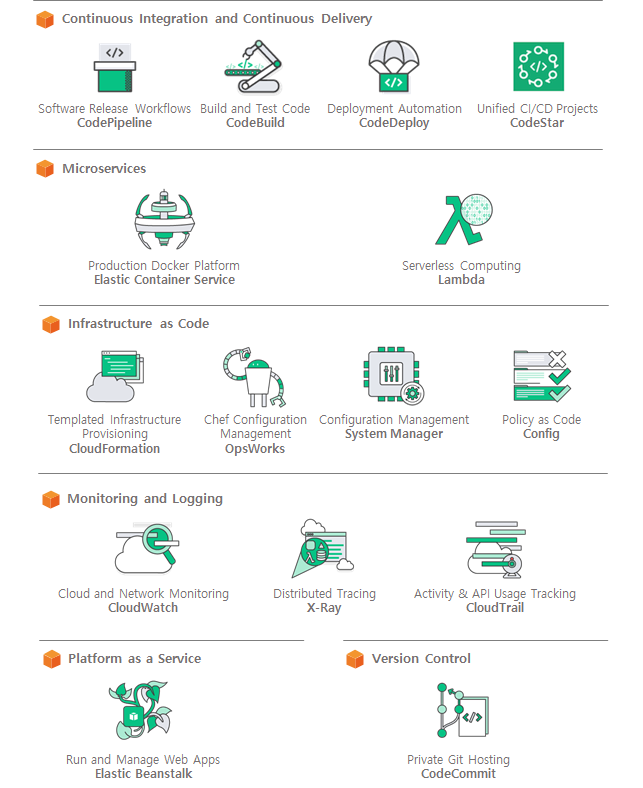 Continuous Integration and Continuous Delivery
</>
Software Release Workflows
CodePipeline
Build and Test Code
CodeBuild
</>
Deployment Automation
CodeDeploy
</>
Unified CI/CD Projects
CodeStar
Microservices
Production Docker Platform
Elastic Container Service
Serverless Computing
Lambda
Infrastructure as Code
Templated Infrastructure
Provisioning
CloudFormation
Chef Configuration
Management
OpsWorks
Configuration Management
System Manager
Policy as Code
Config
Monitoring and Logging
Cloud and Network Monitoring
CloudWatch
Distributed Tracing
X-Ray
Activity & API Usage Tracking
CloudTrail
Platform as a Service
Run and Manage Web Apps
Elastic Beanstalk
Version Control
</>
Private Git Hosting
CodeCommit